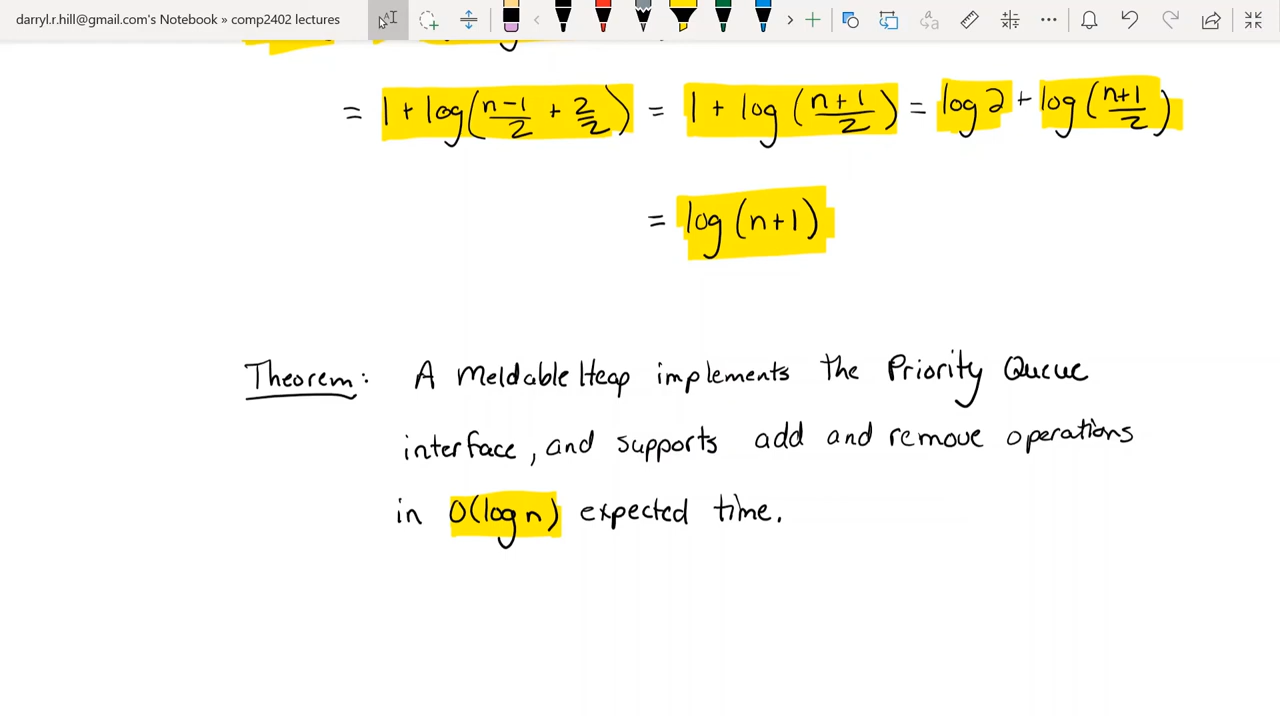 darryl.r.hill@gmail.com's Notebook » comp2402 lectures
= 1 + log(n-1/2 + 2/2) = 1 + log(n+1/2) = log 2 + log(n+1/2)
= log(n+1)
Theorem: A MeldableHeap implements the Priority Queue
interface, and supports add and remove operations
in O(log n) expected time.